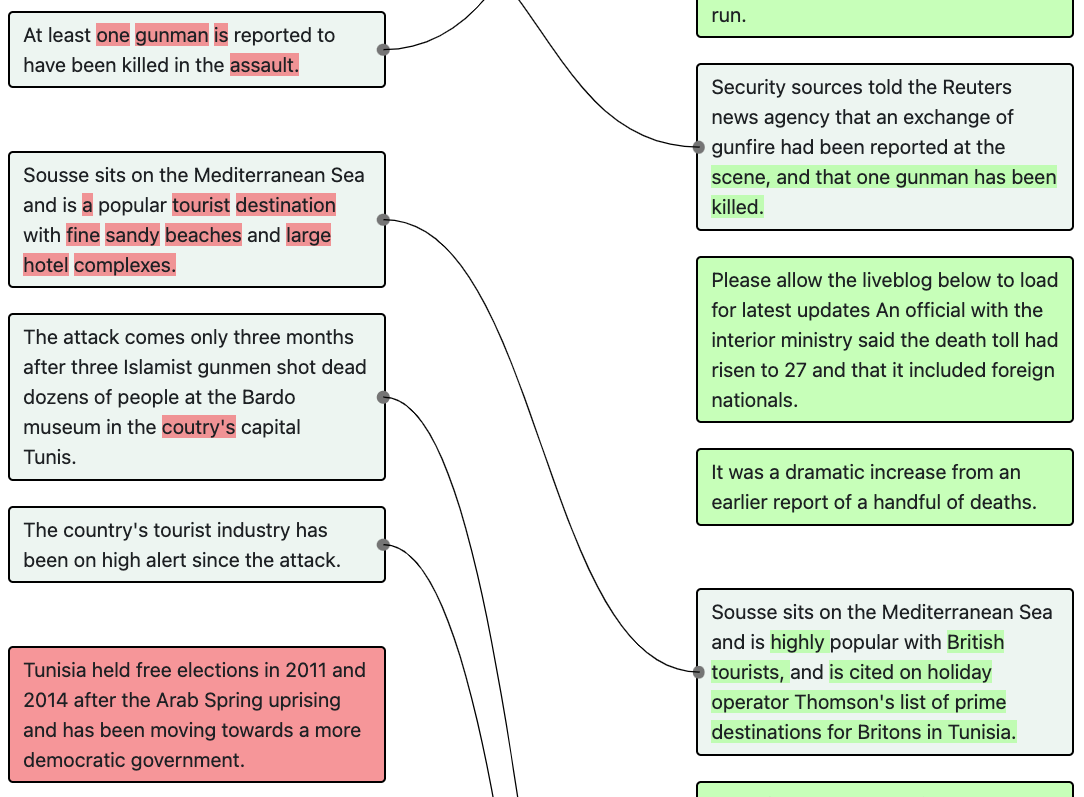 At least one gunman is reported to
have been killed in the assault.
Sousse sits on the Mediterranean Sea
and is a popular tourist destination
with fine sandy beaches and large
hotel complexes.
The attack comes only three months
after three Islamist gunmen shot dead
dozens of people at the Bardo
museum in the coutry's capital
Tunis.
The country's tourist industry has
been on high alert since the attack.
Tunisia held free elections in 2011 and
2014 after the Arab Spring uprising
and has been moving towards a more
democratic government.
run.
Security sources told the Reuters
news agency that an exchange of
gunfire had been reported at the
scene, and that one gunman has been
killed.
Please allow the liveblog below to load
for latest updates An official with the
interior ministry said the death toll had
risen to 27 and that it included foreign
nationals.
It was a dramatic increase from an
earlier report of a handful of deaths.
Sousse sits on the Mediterranean Sea
and is highly popular with British
tourists, and is cited on holiday
operator Thomson's list of prime
destinations for Britons in Tunisia.